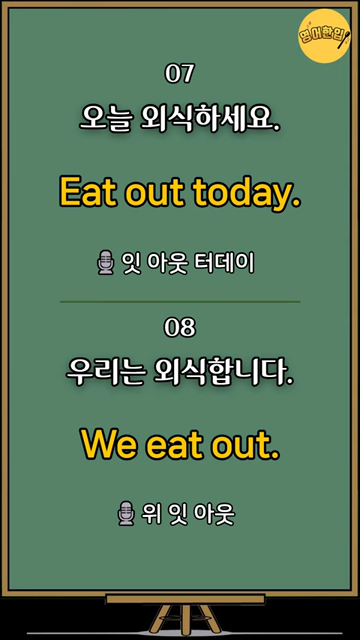 영어한입
07
오늘 외식하세요.
Eat out today.
잇 아웃 터데이
08
우리는 외식합니다.
We eat out.
위 잇 아웃